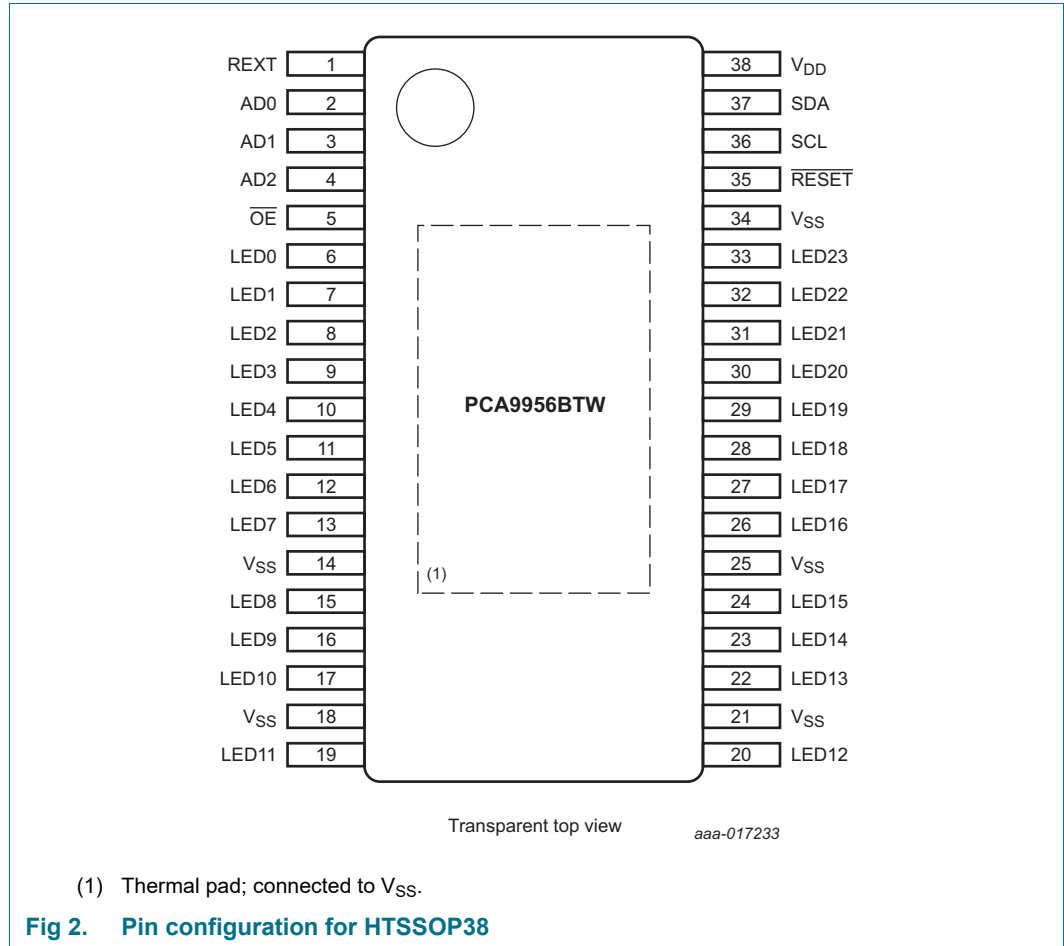 REXT 1 38 VDD
AD0 2 37 SDA
AD1 3 36 SCL
AD2 4 35 RESET
OE 5 34 VSS
LED0 6 33 LED23
LED1 7 32 LED22
LED2 8 31 LED21
LED3 9 30 LED20
LED4 10 PCA9956BTW 29 LED19
LED5 11 28 LED18
LED6 12 27 LED17
LED7 13 26 LED16
VSS 14 (1) 25 VSS
LED8 15 24 LED15
LED9 16 23 LED14
LED10 17 22 LED13
VSS 18 21 VSS
LED11 19 20 LED12
Transparent top view aaa-017233
(1) Thermal pad; connected to VSS.
Fig 2. Pin configuration for HTSSOP38